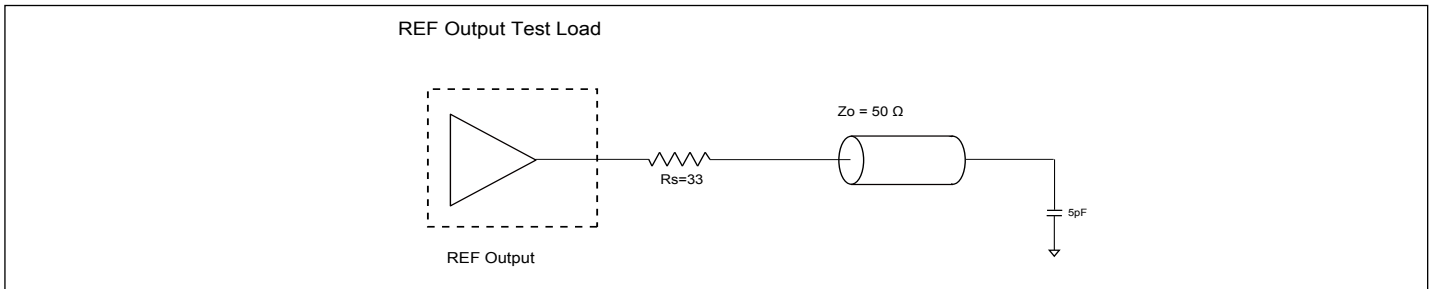 REF Output Test Load
Zo = 50 Ω
Rs=33
5pF
REF Output